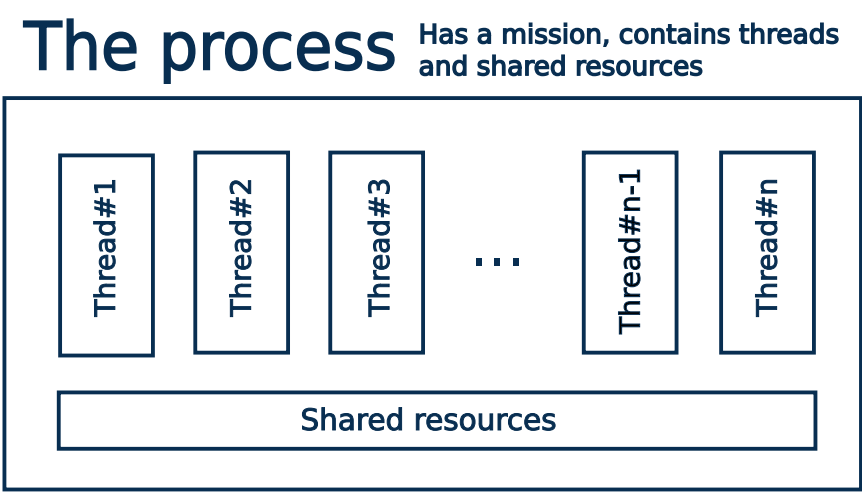 The process
Has a mission, contains threads
and shared resources
Thread#1
Thread#2
Thread#3
...
Thread#n-1
Thread#n
Shared resources